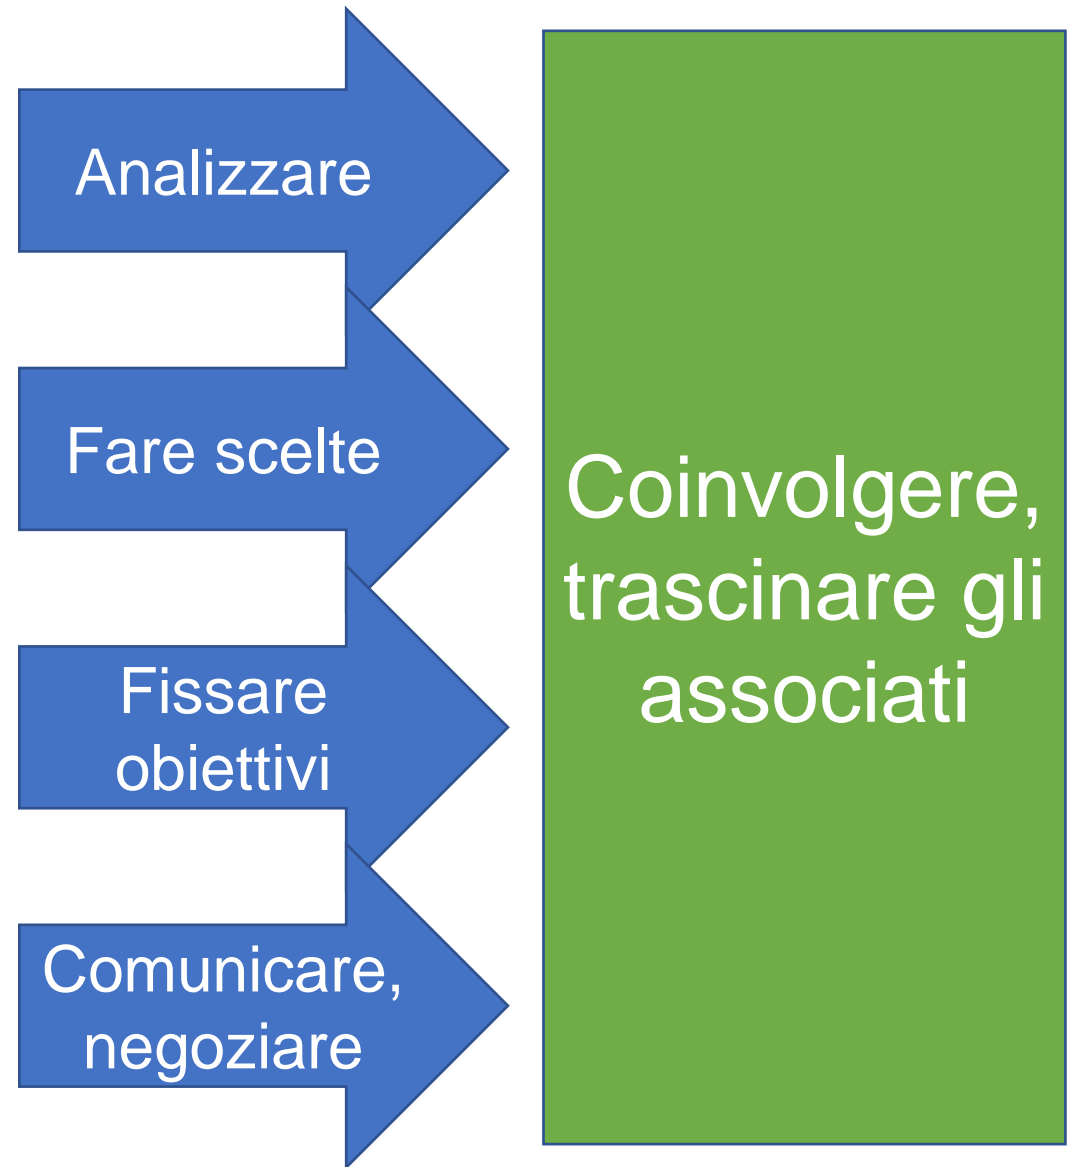 Analizzare
Fare scelte
Fissare
obiettivi
Comunicare,
negoziare
Coinvolgere,
trascinare gli
associati